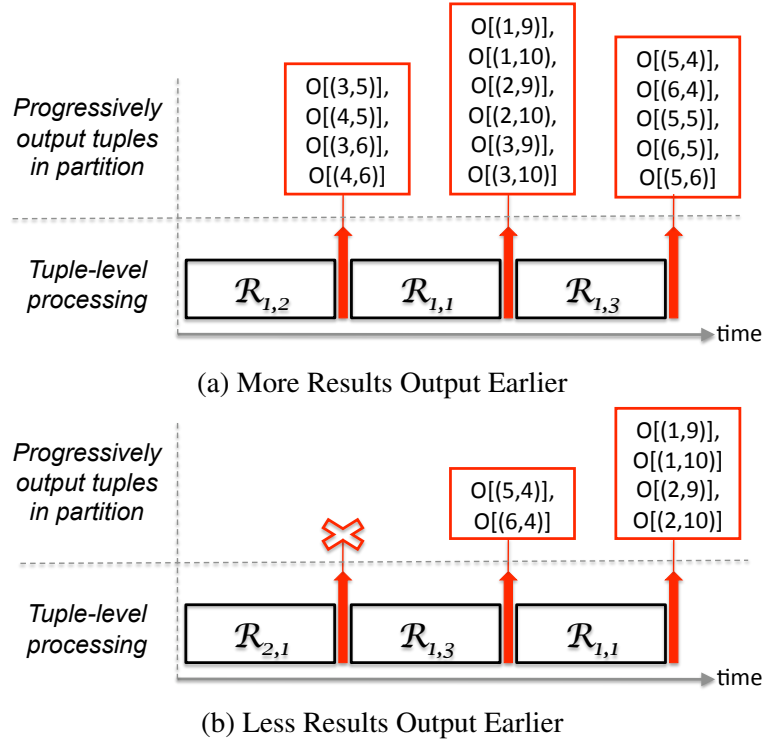 Progressively
output tuples
in partition
O[(3,5)],
O[(4,5)],
O[(3,6)],
O[(4,6)]
O[(1,9)],
O[(1,10),
O[(2,9)],
O[(2,10),
O[(3,9)],
O[(3,10)]
O[(5,4)],
O[(6,4)],
O[(5,5)],
O[(6,5)],
O[(5,6)]
Tuple-level
processing
R1,2
R1,1
R1,3
time
(a) More Results Output Earlier
Progressively
output tuples
in partition
O[(5,4)],
O[(6,4)]
O[(1,9)],
O[(1,10)]
O[(2,9)],
O[(2,10)]
Tuple-level
processing
R2,1
R1,3
R1,1
time
(b) Less Results Output Earlier